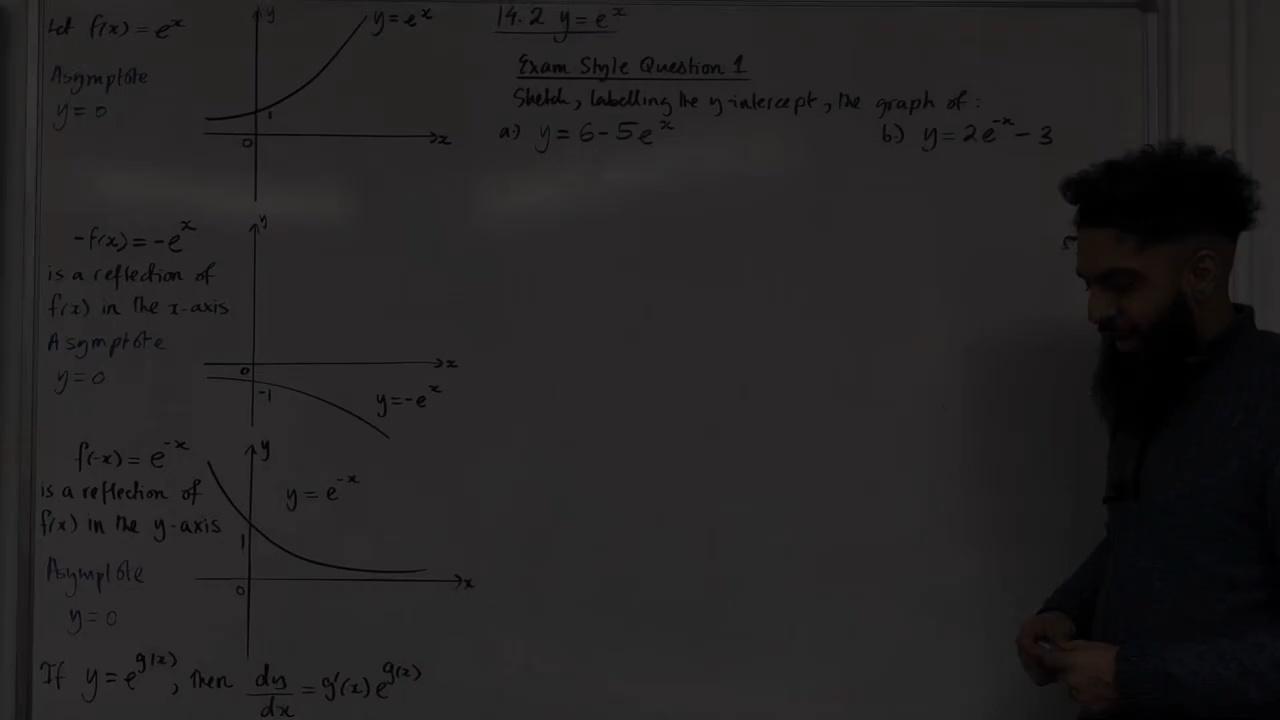 Let f(x) = e^x
Asymptote
y = 0
y
y = e^x
1
0
x
-f(x) = -e^x
is a reflection of
f(x) in the x-axis
Asymptote
y = 0
y
0
x
-1
y = -e^x
f(-x) = e^-x
is a reflection of
f(x) in the y-axis
Asymptote
y = 0
y
y = e^-x
1
0
x
If y = e^g(x), then dy/dx = g'(x)e^g(x)
14.2 y = e^x
Exam Style Question 1
Sketch, labelling the y-intercept, the graph of :
a.) y = 6 - 5e^x
b.) y = 2e^-x - 3